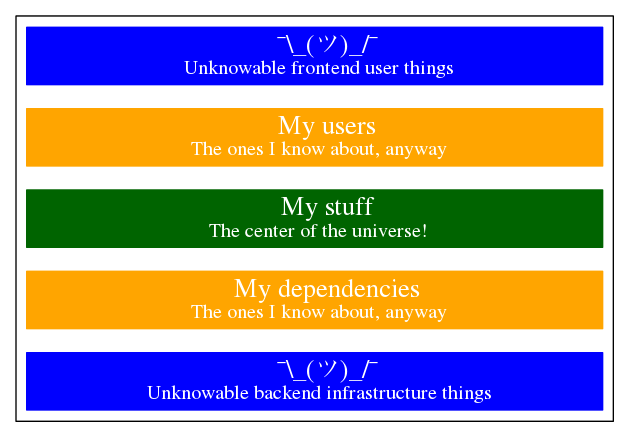 ¯\_(ツ)_/¯
Unknowable frontend user things
My users
The ones I know about, anyway
My stuff
The center of the universe!
My dependencies
The ones I know about, anyway
¯\_(ツ)_/¯
Unknowable backend infrastructure things